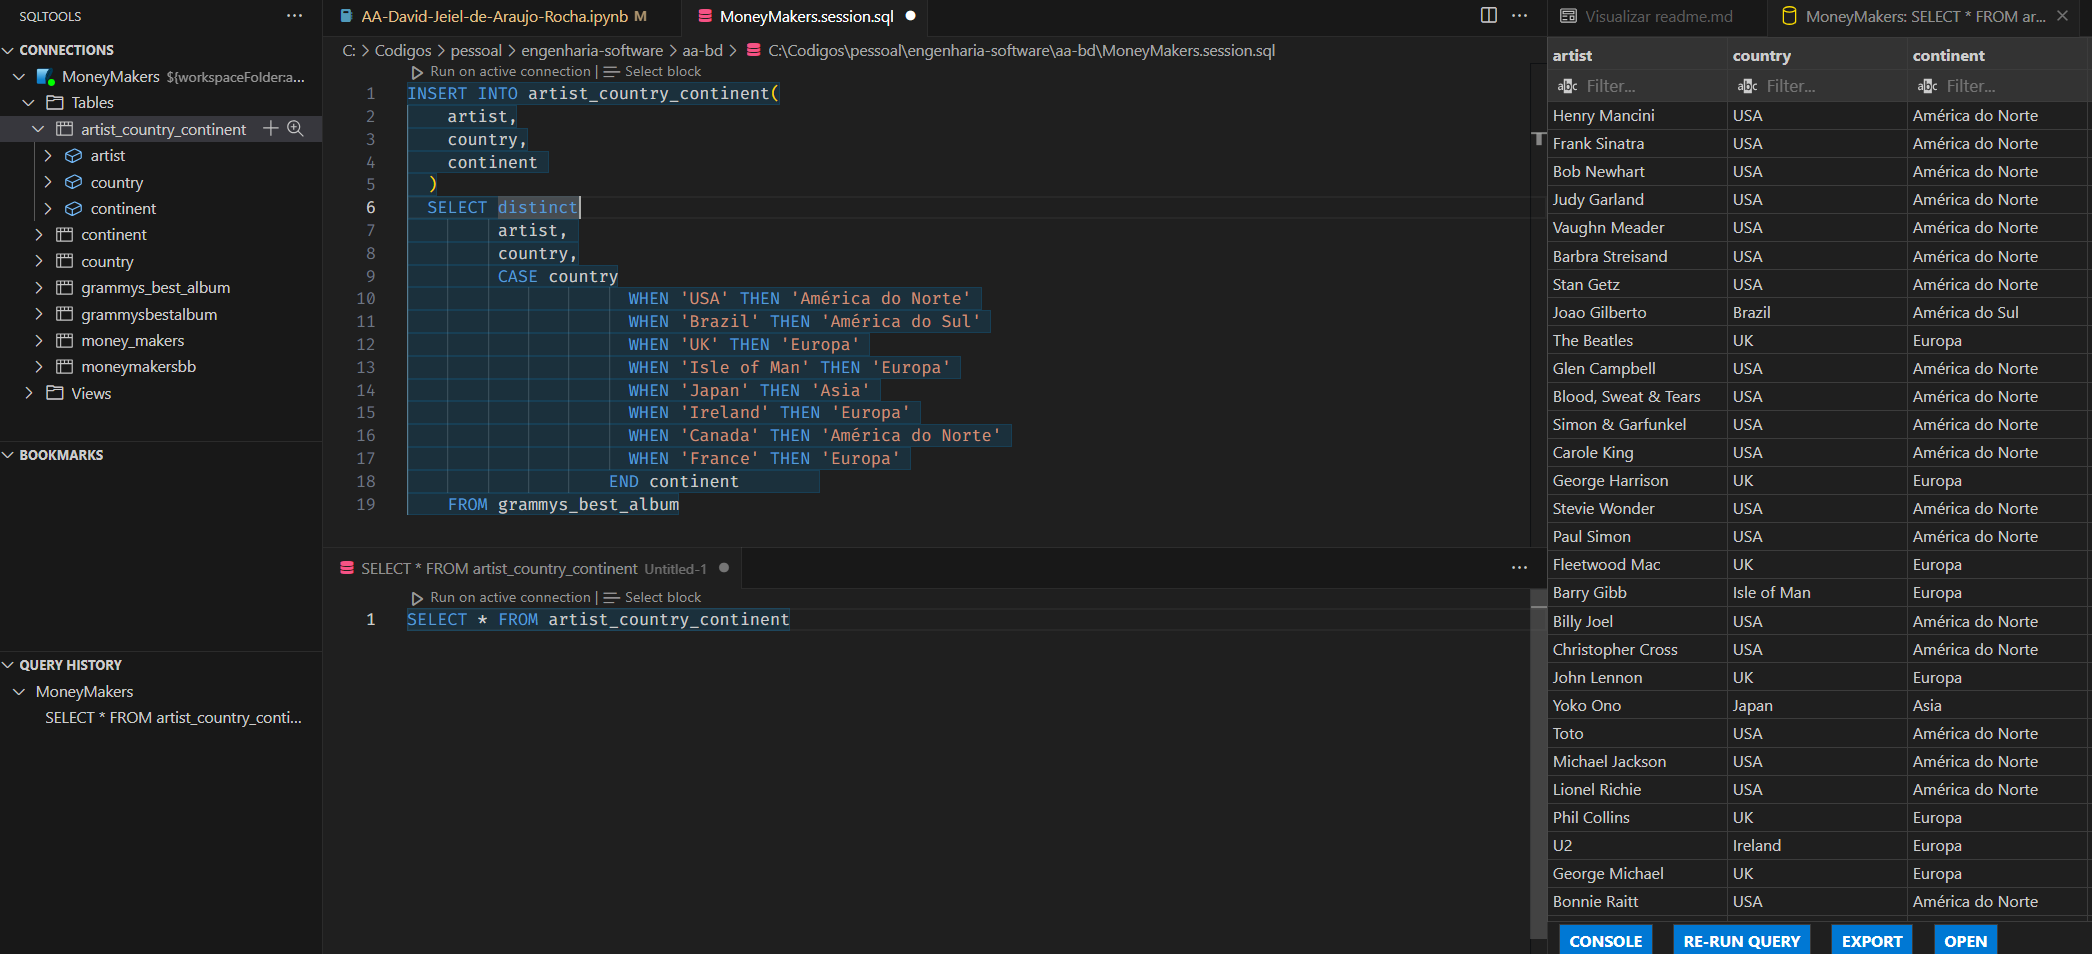 SQLTOOLS
CONNECTIONS
MoneyMakers ${workspaceFolder:a...
Tables
artist_country_continent
artist
country
continent
continent
country
grammys_best_album
grammysbestalbum
money_makers
moneymakersbb
Views
BOOKMARKS
QUERY HISTORY
MoneyMakers
SELECT * FROM artist_country_conti...
AA-David-Jeiel-de-Araujo-Rocha.ipynb M
MoneyMakers.session.sql
C: > Codigos > pessoal > engenharia-software > aa-bd > C:\Codigos\pessoal\engenharia-software\aa-bd\MoneyMakers.session.sql
Run on active connection | Select block
1 INSERT INTO artist_country_continent(
2 artist,
3 country,
4 continent
5 )
6 SELECT distinct
7 artist,
8 country,
9 CASE country
10 WHEN 'USA' THEN 'América do Norte'
11 WHEN 'Brazil' THEN 'América do Sul'
12 WHEN 'UK' THEN 'Europa'
13 WHEN 'Isle of Man' THEN 'Europa'
14 WHEN 'Japan' THEN 'Asia'
15 WHEN 'Ireland' THEN 'Europa'
16 WHEN 'Canada' THEN 'América do Norte'
17 WHEN 'France' THEN 'Europa'
18 END continent
19 FROM grammys_best_album
SELECT * FROM artist_country_continent Untitled-1
Run on active connection | Select block
1 SELECT * FROM artist_country_continent
Visualizar readme.md
MoneyMakers: SELECT * FROM ar...
artist country continent
abc Filter... abc Filter... abc Filter...
Henry Mancini USA América do Norte
Frank Sinatra USA América do Norte
Bob Newhart USA América do Norte
Judy Garland USA América do Norte
Vaughn Meader USA América do Norte
Barbra Streisand USA América do Norte
Stan Getz USA América do Norte
Joao Gilberto Brazil América do Sul
The Beatles UK Europa
Glen Campbell USA América do Norte
Blood, Sweat & Tears USA América do Norte
Simon & Garfunkel USA América do Norte
Carole King USA América do Norte
George Harrison UK Europa
Stevie Wonder USA América do Norte
Paul Simon USA América do Norte
Fleetwood Mac UK Europa
Barry Gibb Isle of Man Europa
Billy Joel USA América do Norte
Christopher Cross USA América do Norte
John Lennon UK Europa
Yoko Ono Japan Asia
Toto USA América do Norte
Michael Jackson USA América do Norte
Lionel Richie USA América do Norte
Phil Collins UK Europa
U2 Ireland Europa
George Michael UK Europa
Bonnie Raitt USA América do Norte
CONSOLE RE-RUN QUERY EXPORT OPEN